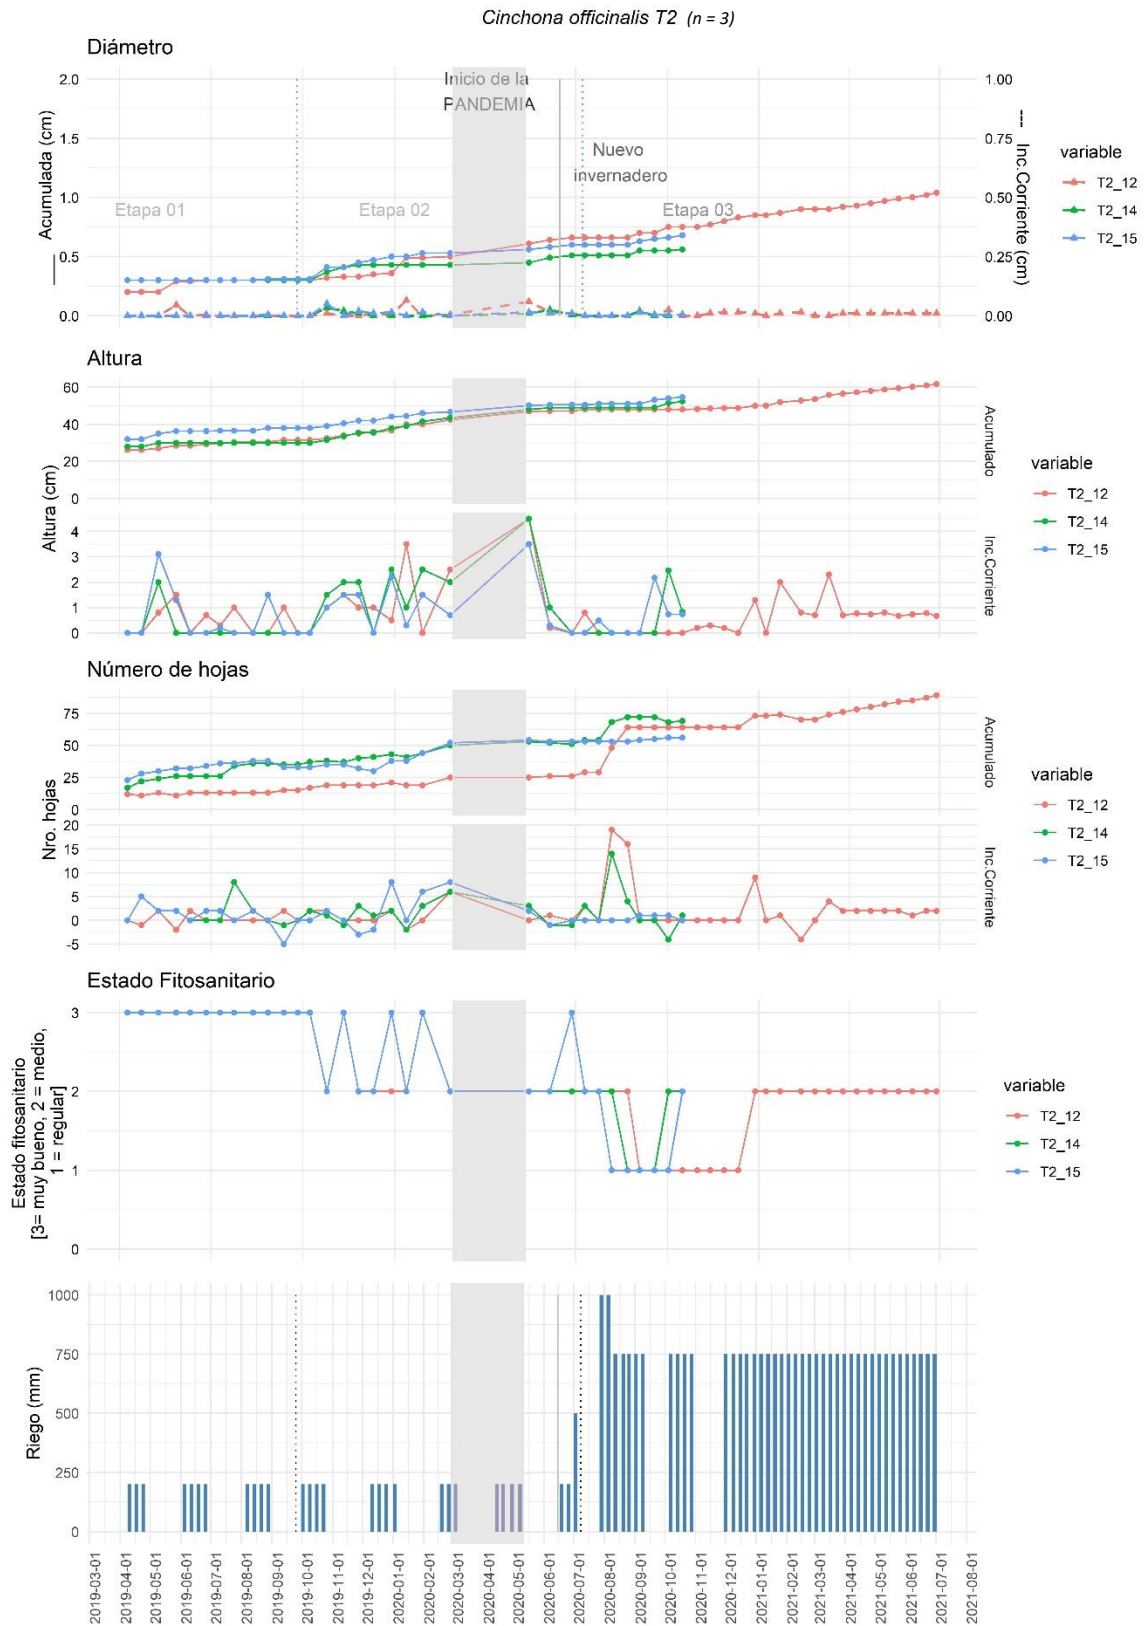 Cinchona officinalis T2 (n = 3)
Diámetro
Acumulada (cm)
2.0
1.5
1.0
0.5
0.0
Inicio de la
PANDEMIA
Nuevo
invernadero
Etapa 01
Etapa 02
Etapa 03
1.00
0.75
0.50
0.25
0.00
--- Inc.Corriente (cm)
variable
T2_12
T2_14
T2_15
Altura
Altura (cm)
60
40
20
0
Acumulado
4
3
2
1
0
Inc.Corriente
variable
T2_12
T2_14
T2_15
Número de hojas
Nro. hojas
75
50
25
0
Acumulado
20
15
10
5
0
-5
Inc.Corriente
variable
T2_12
T2_14
T2_15
Estado Fitosanitario
Estado fitosanitario
[3= muy bueno, 2 = medio,
1 = regular]
3
2
1
0
variable
T2_12
T2_14
T2_15
Riego (mm)
1000
750
500
250
0
2019-03-01
2019-04-01
2019-05-01
2019-06-01
2019-07-01
2019-08-01
2019-09-01
2019-10-01
2019-11-01
2019-12-01
2020-01-01
2020-02-01
2020-03-01
2020-04-01
2020-05-01
2020-06-01
2020-07-01
2020-08-01
2020-09-01
2020-10-01
2020-11-01
2020-12-01
2021-01-01
2021-02-01
2021-03-01
2021-04-01
2021-05-01
2021-06-01
2021-07-01
2021-08-01